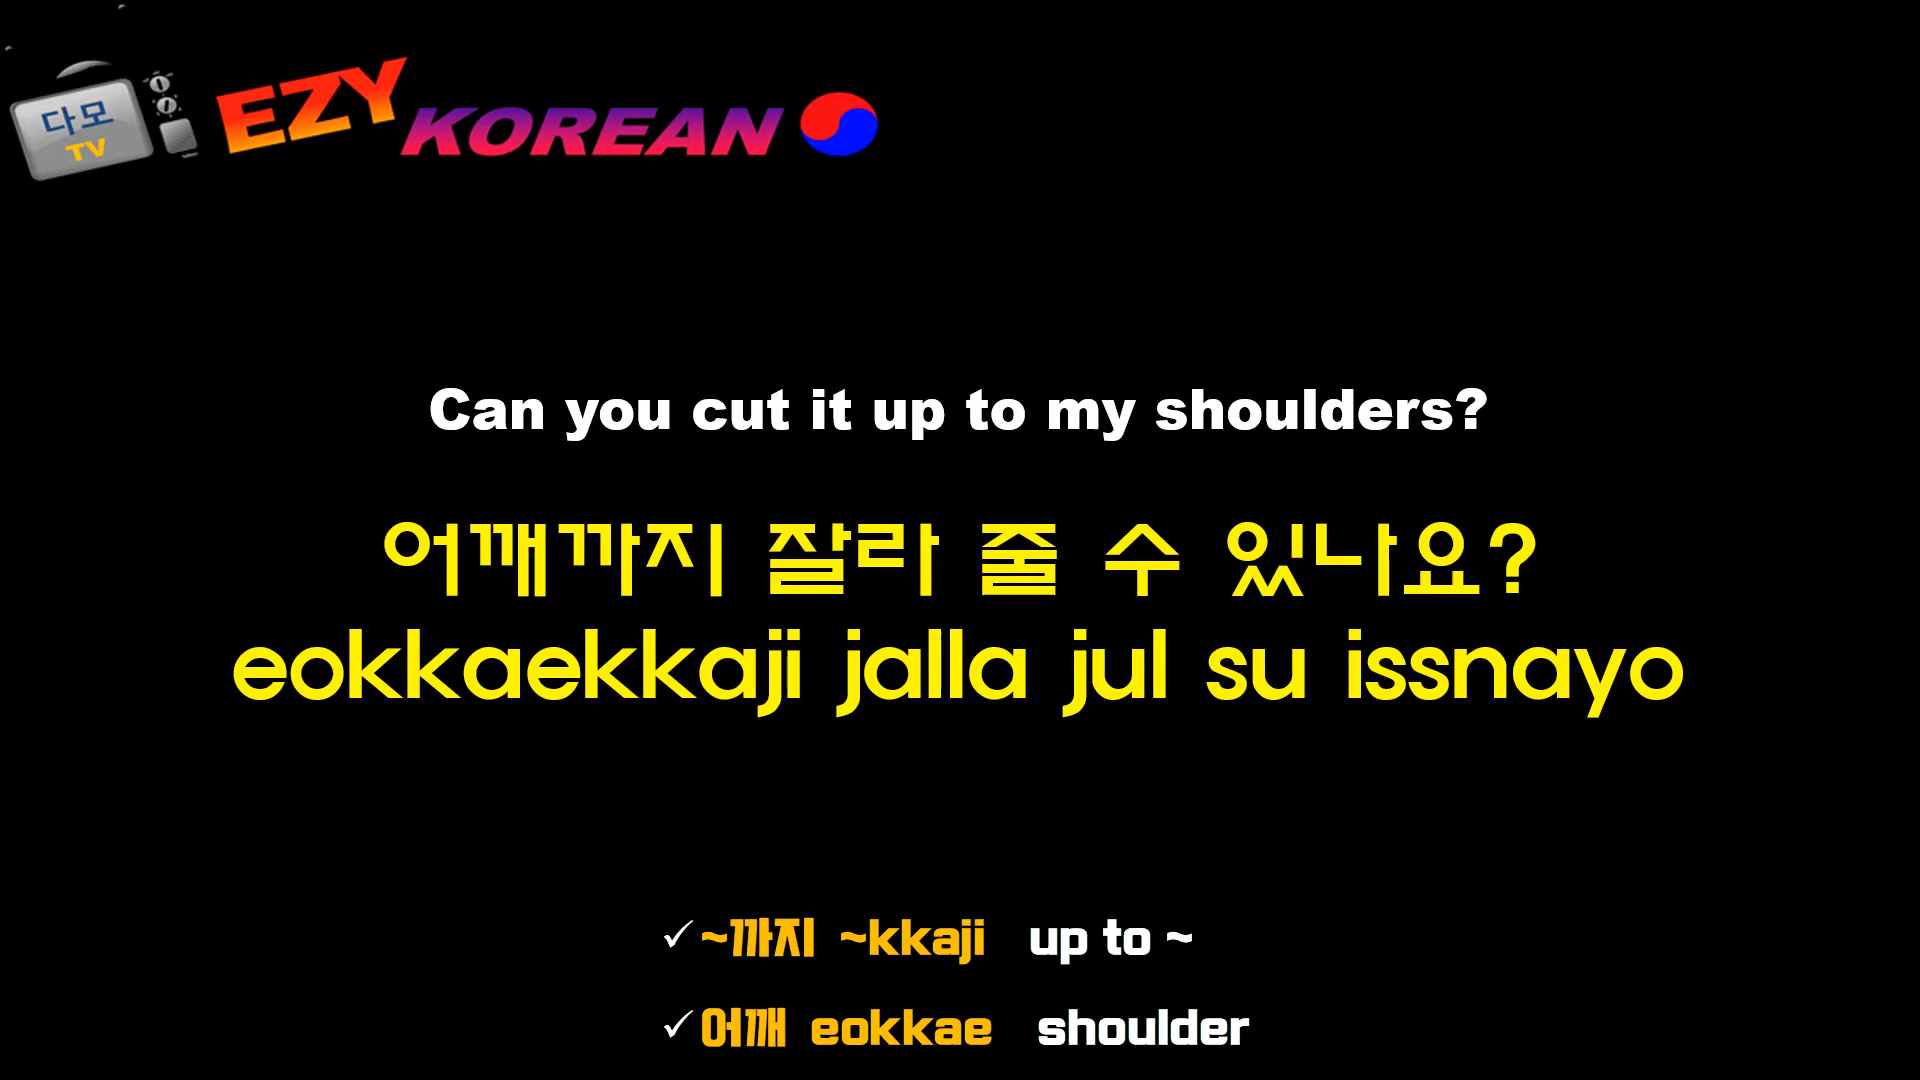 다모
TV
EZY KOREAN
Can you cut it up to my shoulders?
어깨까지 잘라 줄 수 있나요?
eokkaekkaji jalla jul su issnayo
✓ ~까지 ~kkaji up to ~
✓ 어깨 eokkae shoulder